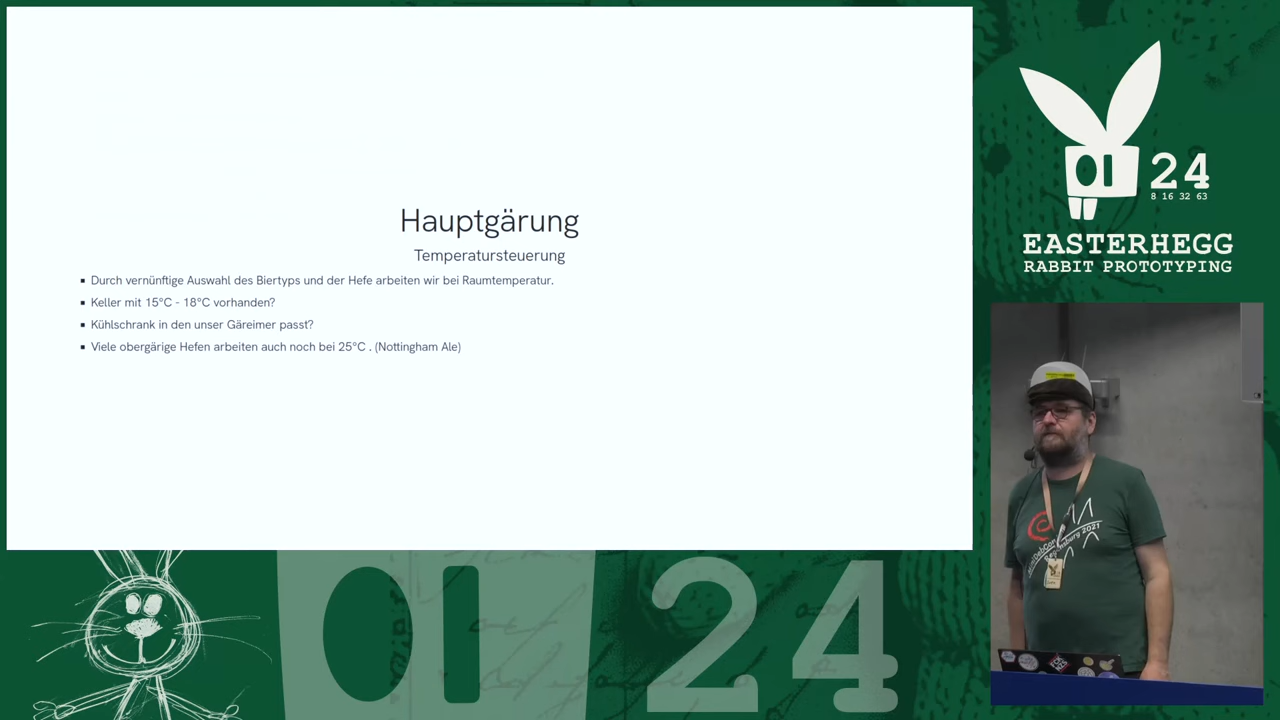 Hauptgärung
Temperatursteuerung
▪ Durch vernünftige Auswahl des Biertyps und der Hefe arbeiten wir bei Raumtemperatur.
▪ Keller mit 15°C - 18°C vorhanden?
▪ Kühlschrank in den unser Gäreimer passt?
▪ Viele obergärige Hefen arbeiten auch noch bei 25°C . (Nottingham Ale)
24
8 16 32 63
EASTERHEGG
RABBIT PROTOTYPING
2021
24